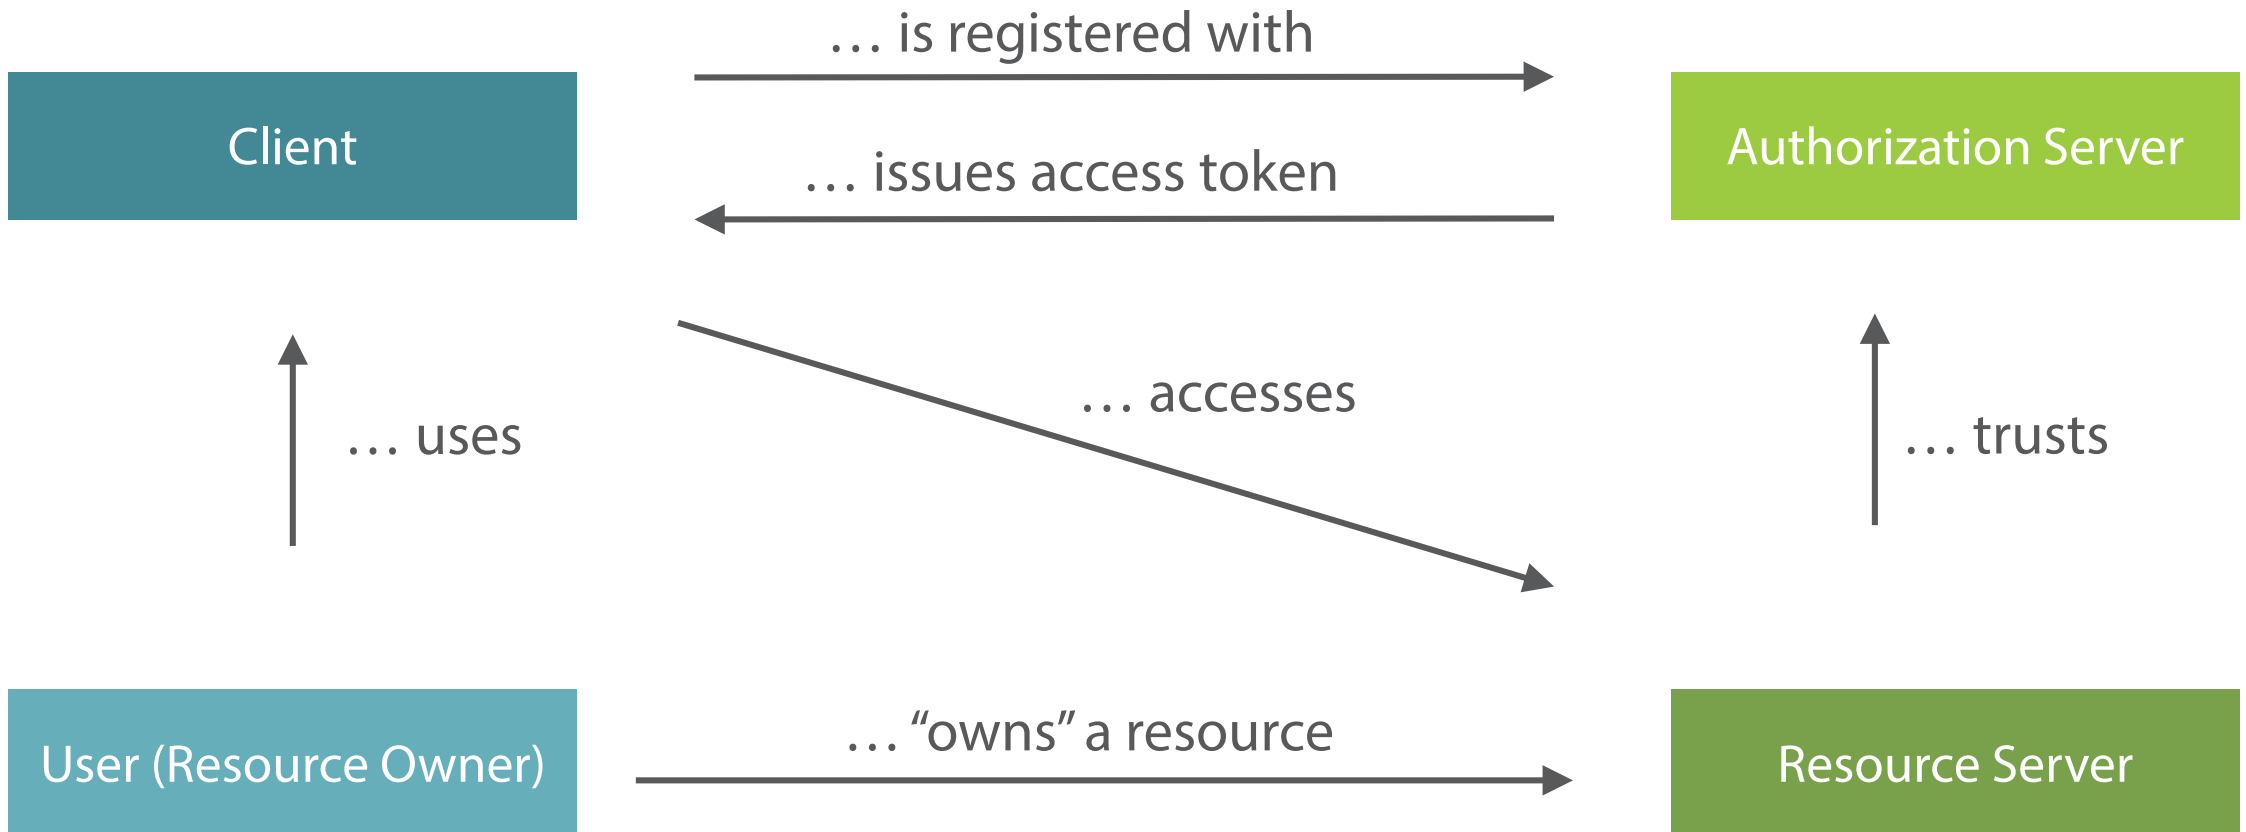 … is registered with
Client
Authorization Server
… issues access token
… accesses
… uses
… trusts
… “owns” a resource
User (Resource Owner)
Resource Server